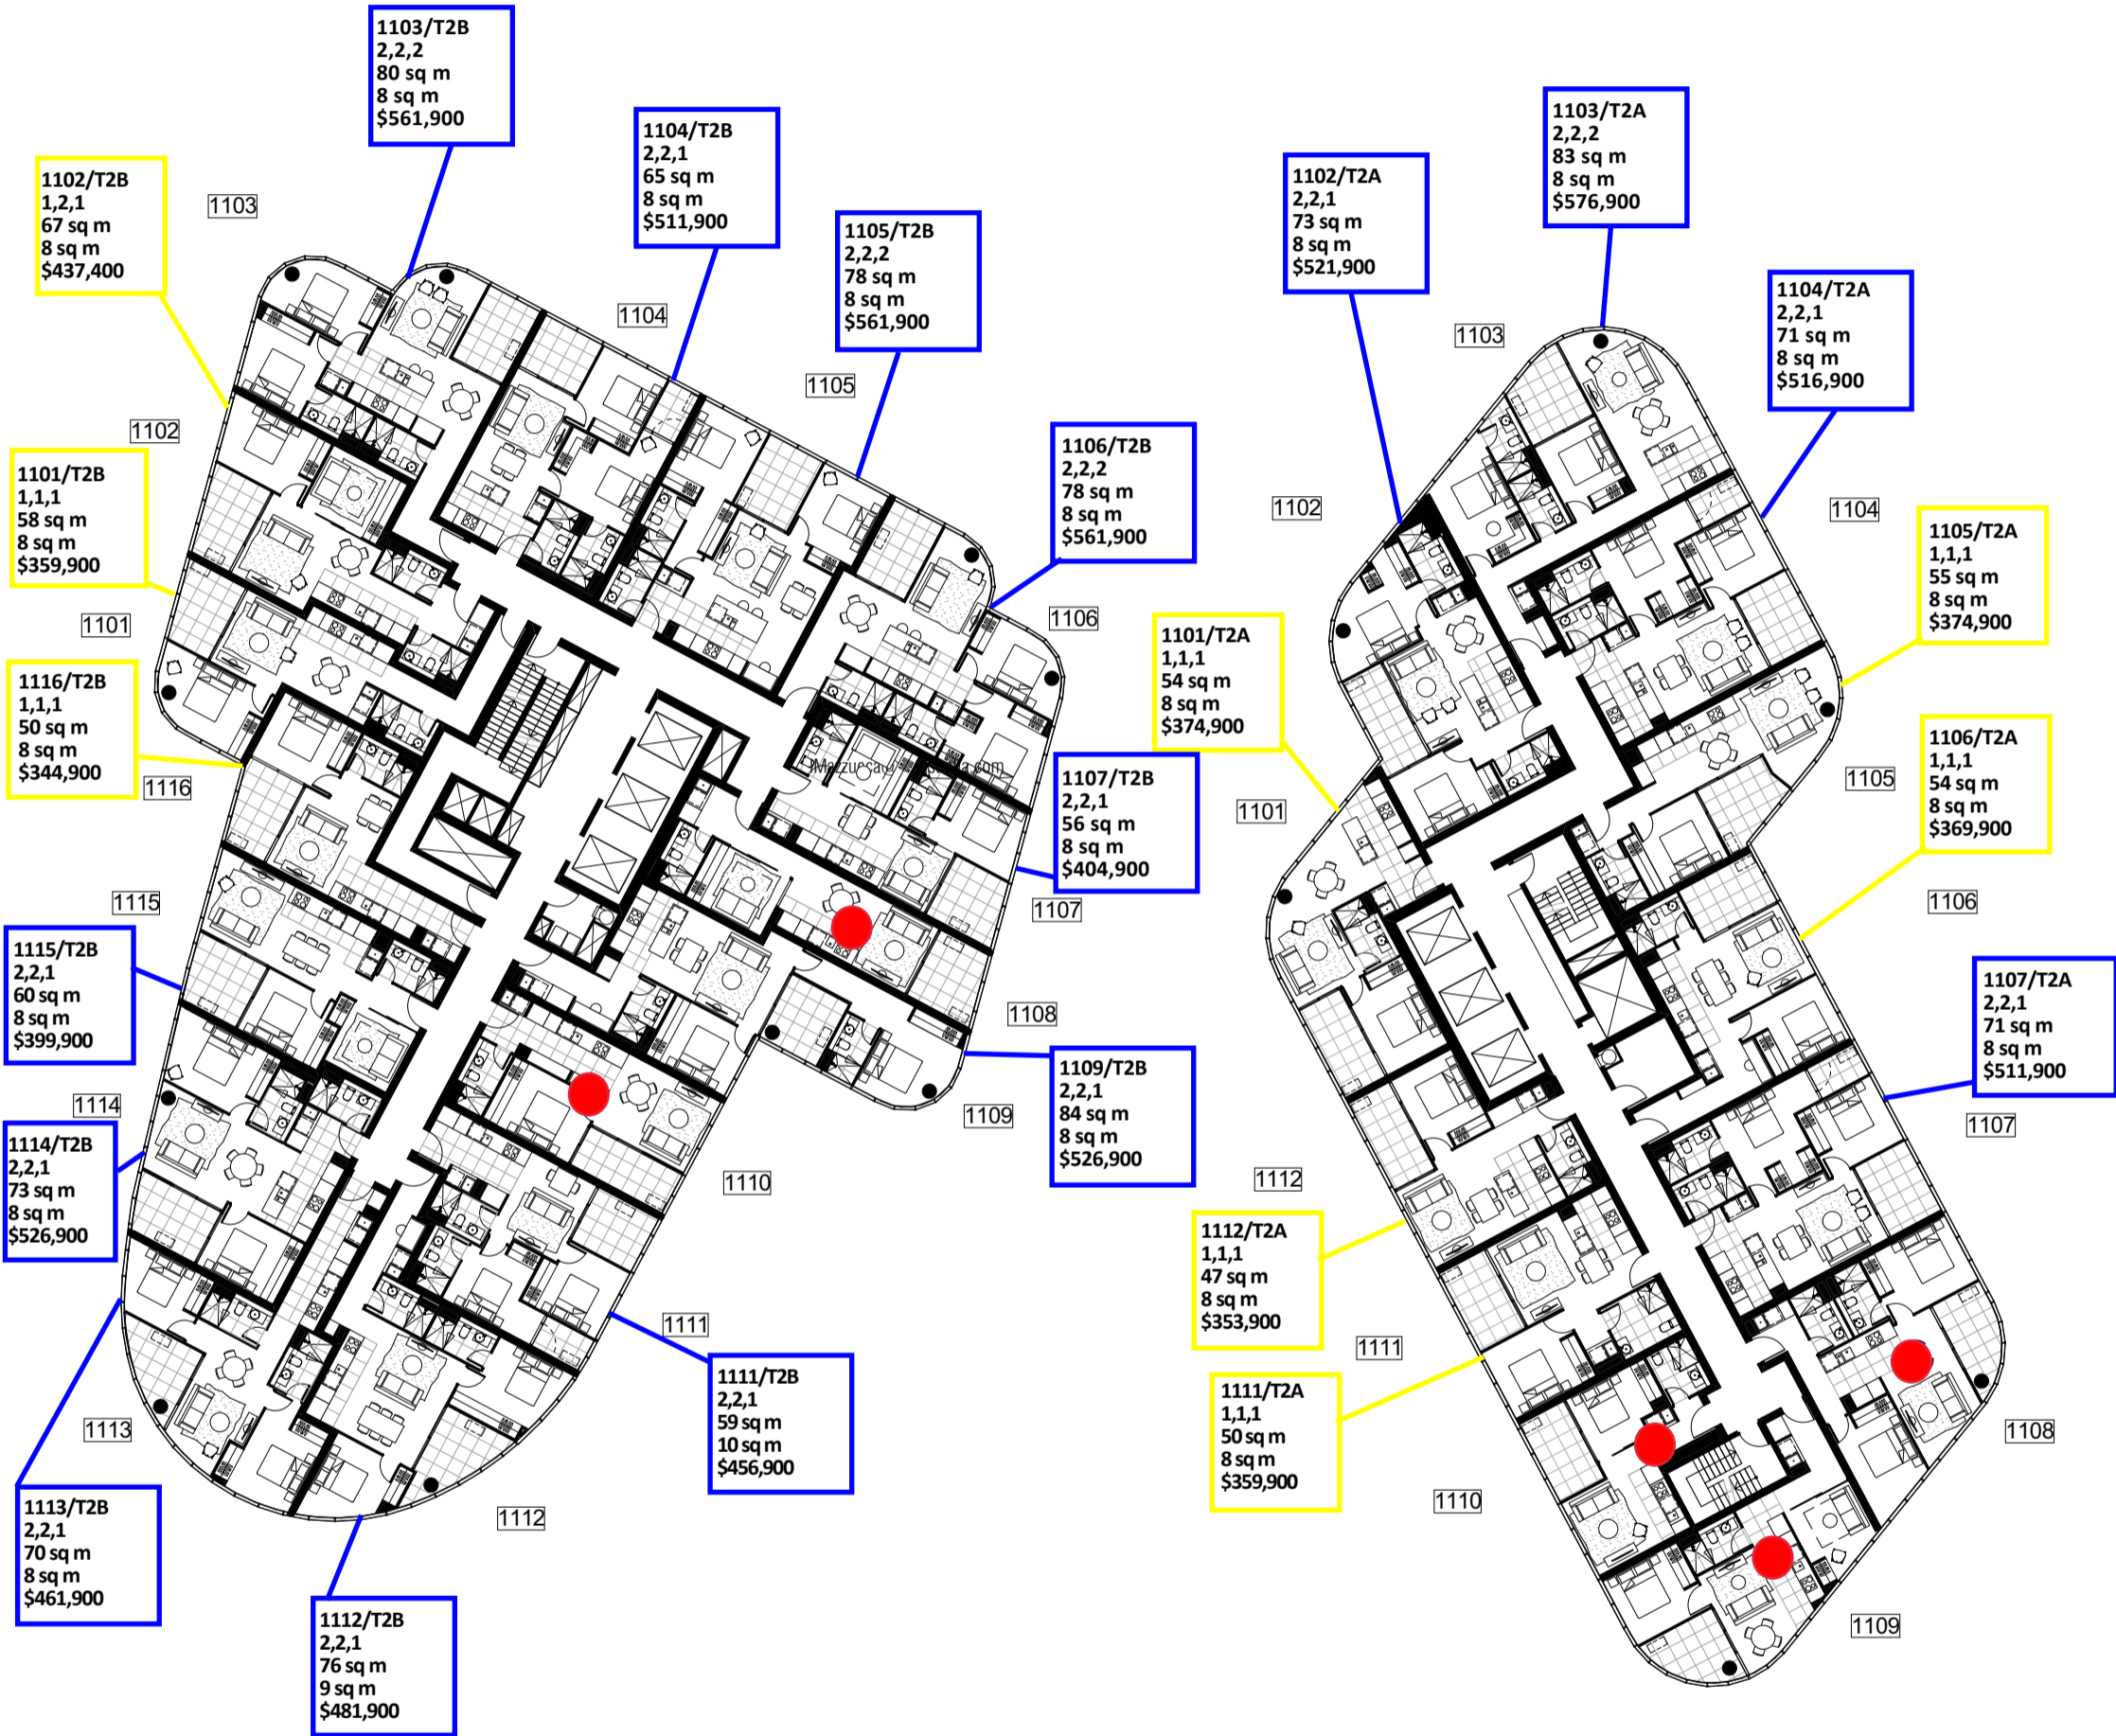 1103/T2B
2,2,2
80 sq m
8 sq m
$561,900
1104/T2B
2,2,1
65 sq m
8 sq m
$511,900
1105/T2B
2,2,2
78 sq m
8 sq m
$561,900
1102/T2B
1,2,1
67 sq m
8 sq m
$437,400
1103
1104
1105
1102
1101/T2B
1,1,1
58 sq m
8 sq m
$359,900
1106/T2B
2,2,2
78 sq m
8 sq m
$561,900
1101
1106
1116/T2B
1,1,1
50 sq m
8 sq m
$344,900
1116
1107/T2B
2,2,1
56 sq m
8 sq m
$404,900
1107
1115
1115/T2B
2,2,1
60 sq m
8 sq m
$399,900
1108
1109/T2B
2,2,1
84 sq m
8 sq m
$526,900
1109
1114
1114/T2B
2,2,1
73 sq m
8 sq m
$526,900
1110
1111
1111/T2B
2,2,1
59 sq m
10 sq m
$456,900
1113
1113/T2B
2,2,1
70 sq m
8 sq m
$461,900
1112
1112/T2B
2,2,1
76 sq m
9 sq m
$481,900
1103/T2A
2,2,2
83 sq m
8 sq m
$576,900
1102/T2A
2,2,1
73 sq m
8 sq m
$521,900
1104/T2A
2,2,1
71 sq m
8 sq m
$516,900
1103
1102
1104
1105/T2A
1,1,1
55 sq m
8 sq m
$374,900
1101/T2A
1,1,1
54 sq m
8 sq m
$374,900
1106/T2A
1,1,1
54 sq m
8 sq m
$369,900
1105
1101
1106
1107/T2A
2,2,1
71 sq m
8 sq m
$511,900
1107
1112
1112/T2A
1,1,1
47 sq m
8 sq m
$353,900
1111
1111/T2A
1,1,1
50 sq m
8 sq m
$359,900
1108
1110
1109